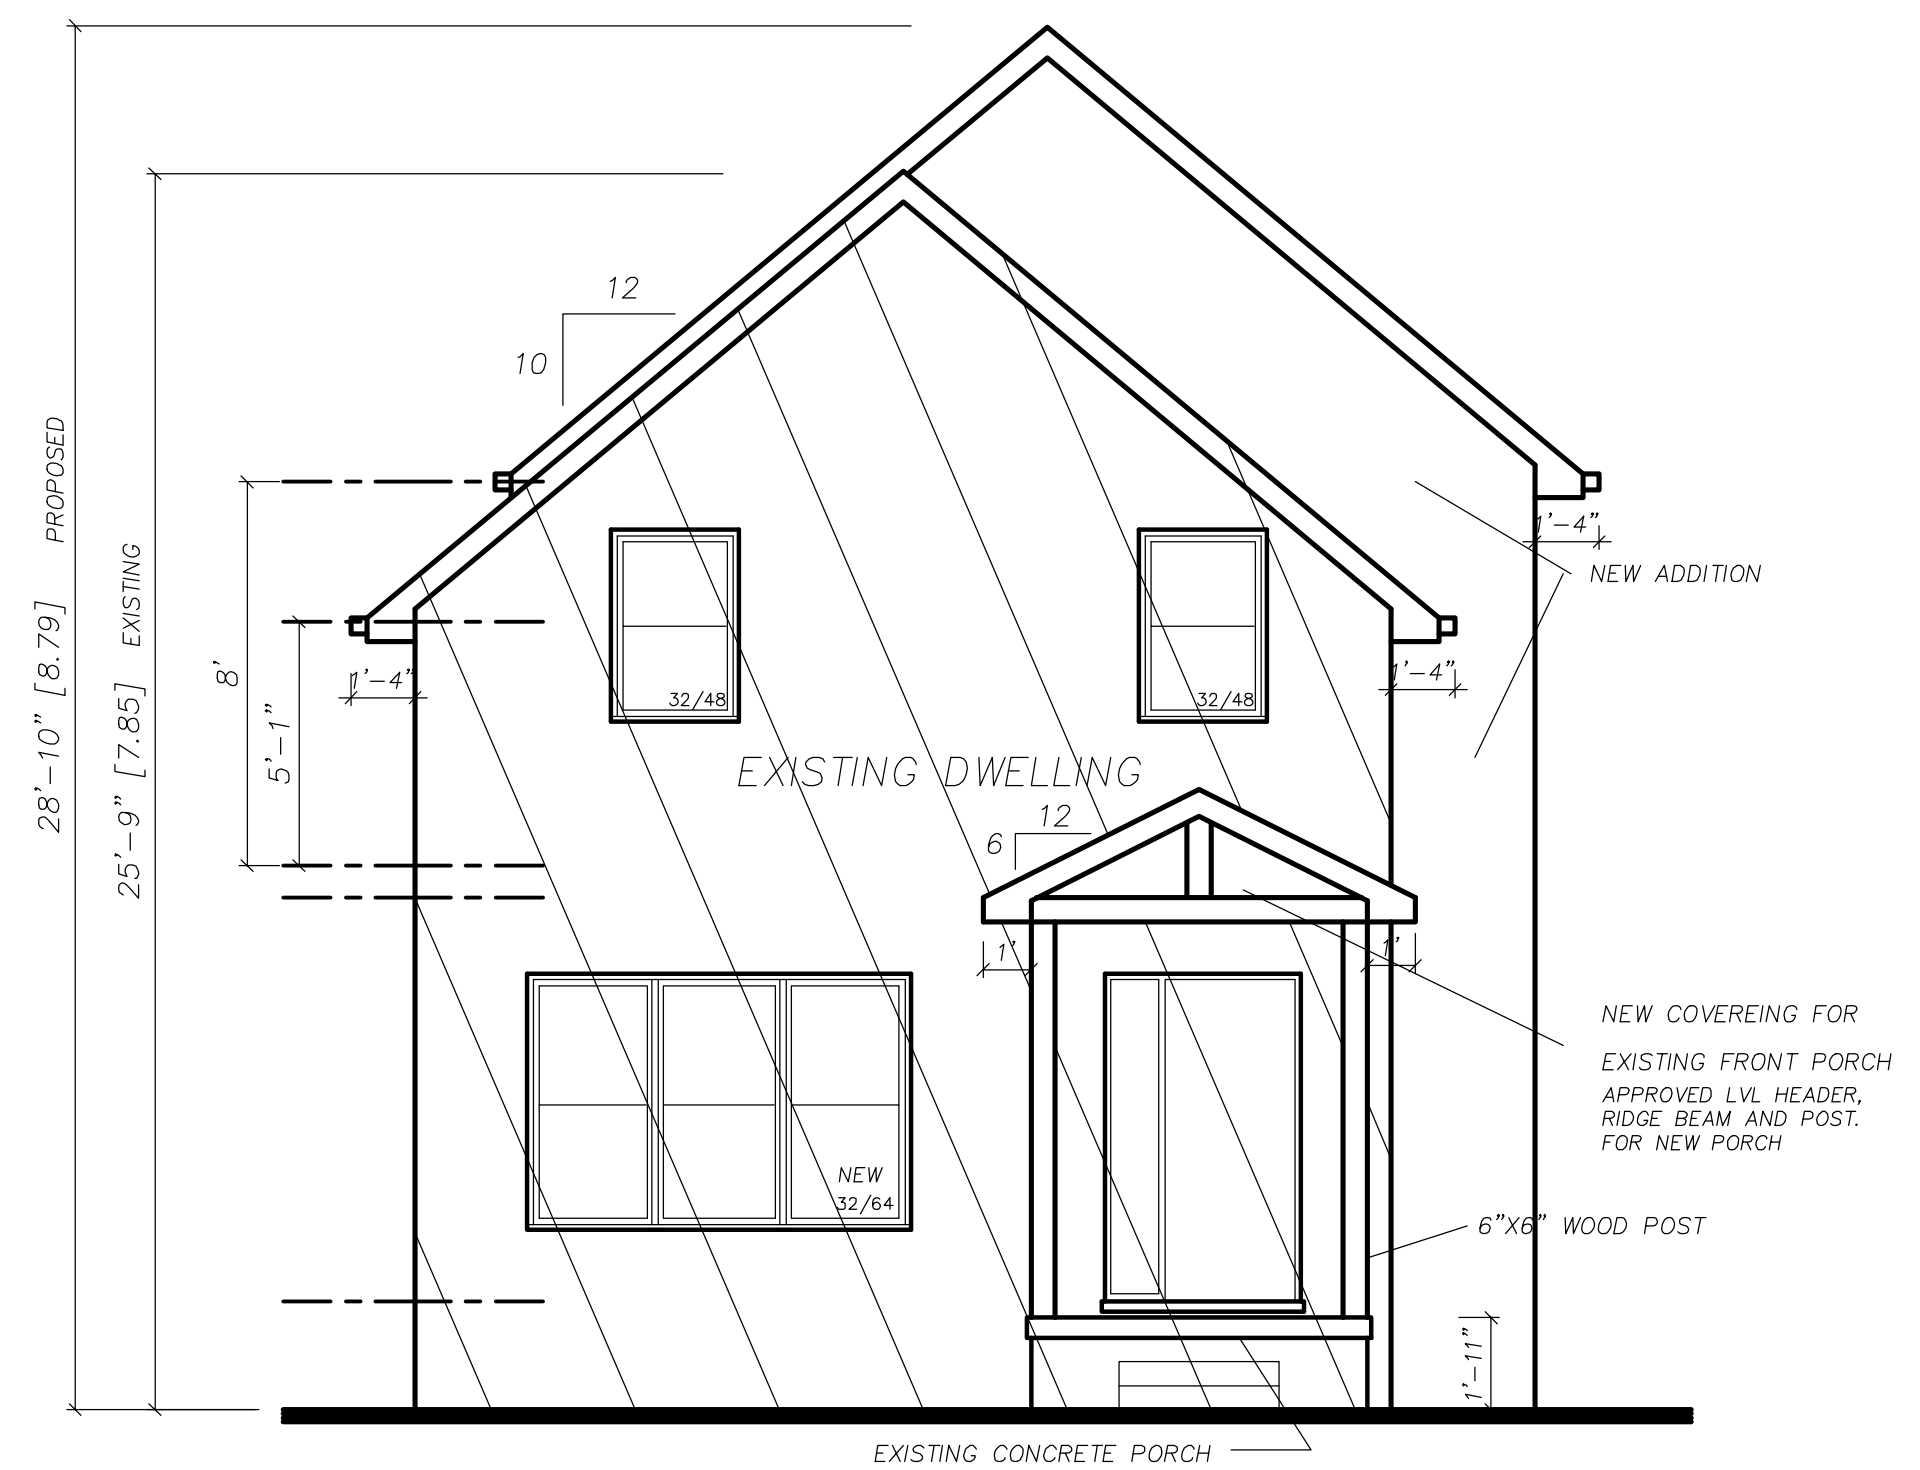 28'-10" [8.79] PROPOSED
25'-9" [7.85] EXISTING
12
10
8'
5'-1"
1'-4"
1'-4"
1'-4"
NEW ADDITION
32/48
32/48
EXISTING DWELLING
12
6
1'
1'
NEW COVEREING FOR
EXISTING FRONT PORCH
APPROVED LVL HEADER,
RIDGE BEAM AND POST.
FOR NEW PORCH
NEW
32/64
6"X6" WOOD POST
1'-11"
EXISTING CONCRETE PORCH